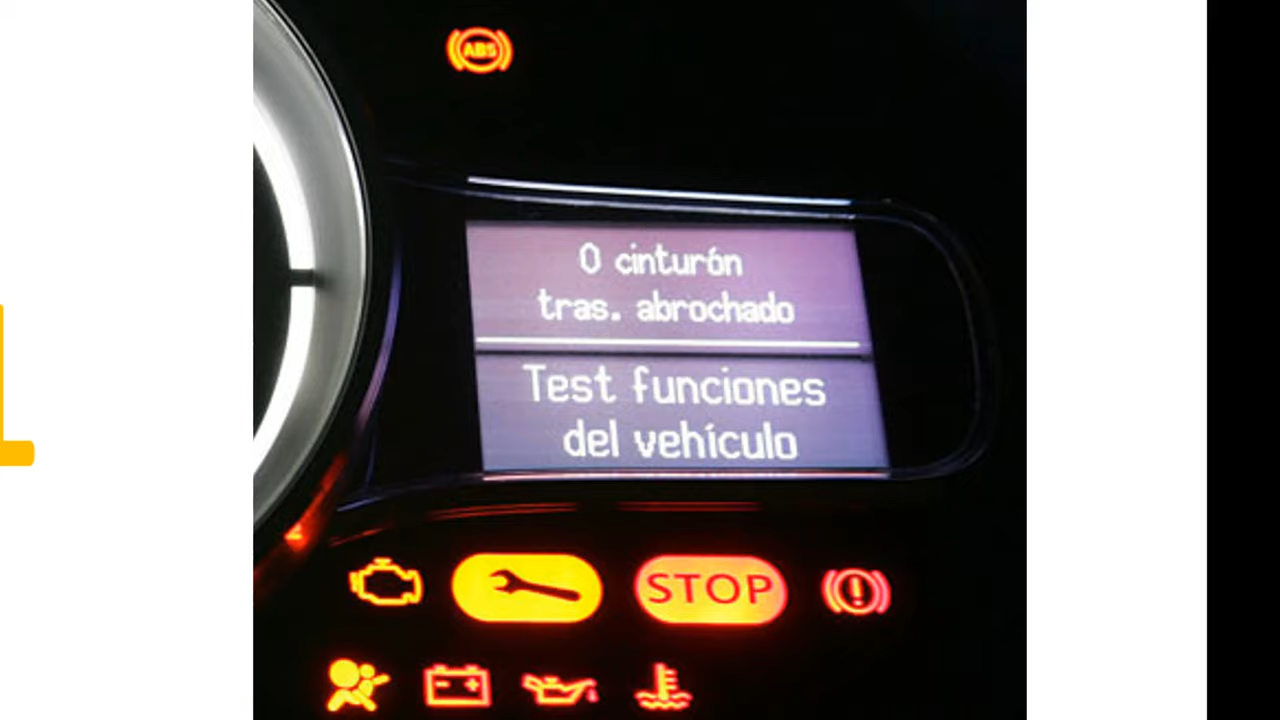 ABS
0 cinturón
tras. abrochado
Test funciones
del vehículo
STOP